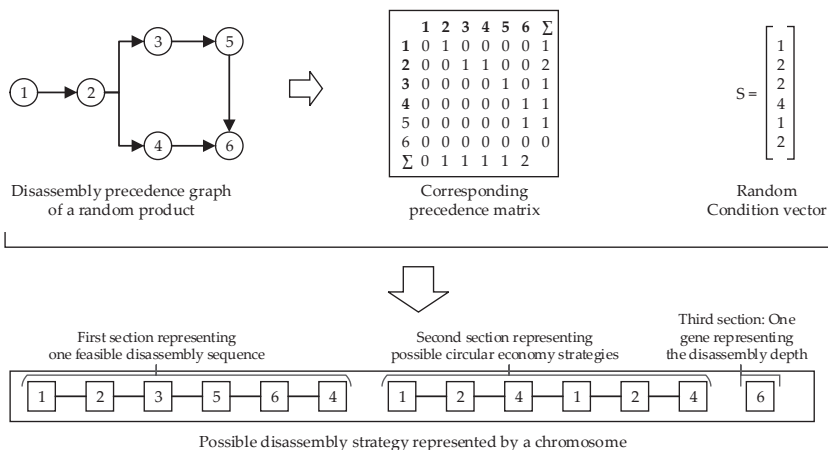 1 2 3 4 5 6 ∑
1 0 1 0 0 0 0 1
2 0 0 1 1 0 0 2
3 0 0 0 0 1 0 1
4 0 0 0 0 0 1 1
5 0 0 0 0 0 1 1
6 0 0 0 0 0 0 0
∑ 0 1 1 1 1 2
3 5
1 2
4 6
S =
1
2
2
4
1
2
Disassembly precedence graph
of a random product
Corresponding
precedence matrix
Random
Condition vector
First section representing
one feasible disassembly sequence
Second section representing
possible circular economy strategies
Third section: One
gene representing
the disassembly depth
1 2 3 5 6 4 1 2 4 1 2 4 6
Possible disassembly strategy represented by a chromosome